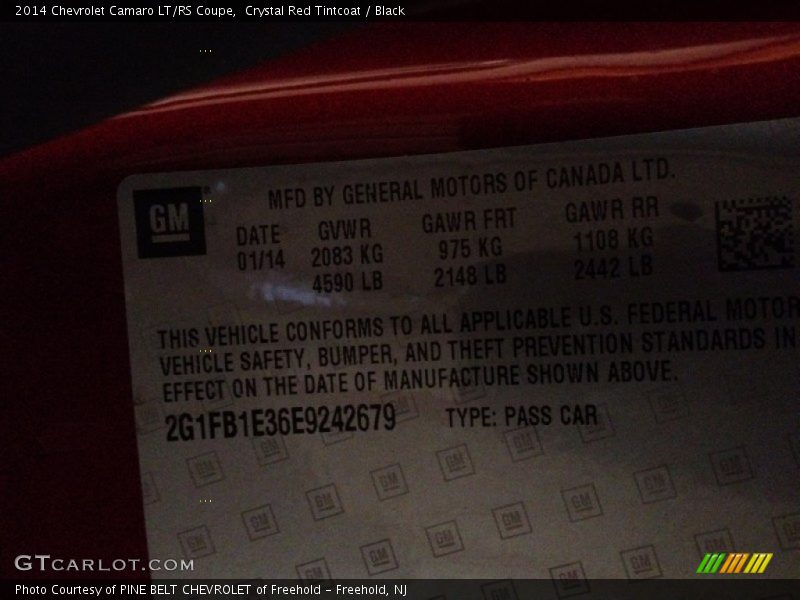 2014 Chevrolet Camaro LT/RS Coupe,  Crystal Red Tintcoat / Black
GM
MFD BY GENERAL MOTORS OF CANADA LTD.
DATE GVWR GAWR FRT GAWR RR
01/14 2083 KG 975 KG 1108 KG
4590 LB 2148 LB 2442 LB
THIS VEHICLE CONFORMS TO ALL APPLICABLE U.S. FEDERAL MOTOR
VEHICLE SAFETY, BUMPER, AND THEFT PREVENTION STANDARDS IN
EFFECT ON THE DATE OF MANUFACTURE SHOWN ABOVE.
2G1FB1E36E9242679 TYPE: PASS CAR
GTCARLOT.COM
Photo Courtesy of PINE BELT CHEVROLET of Freehold - Freehold, NJ